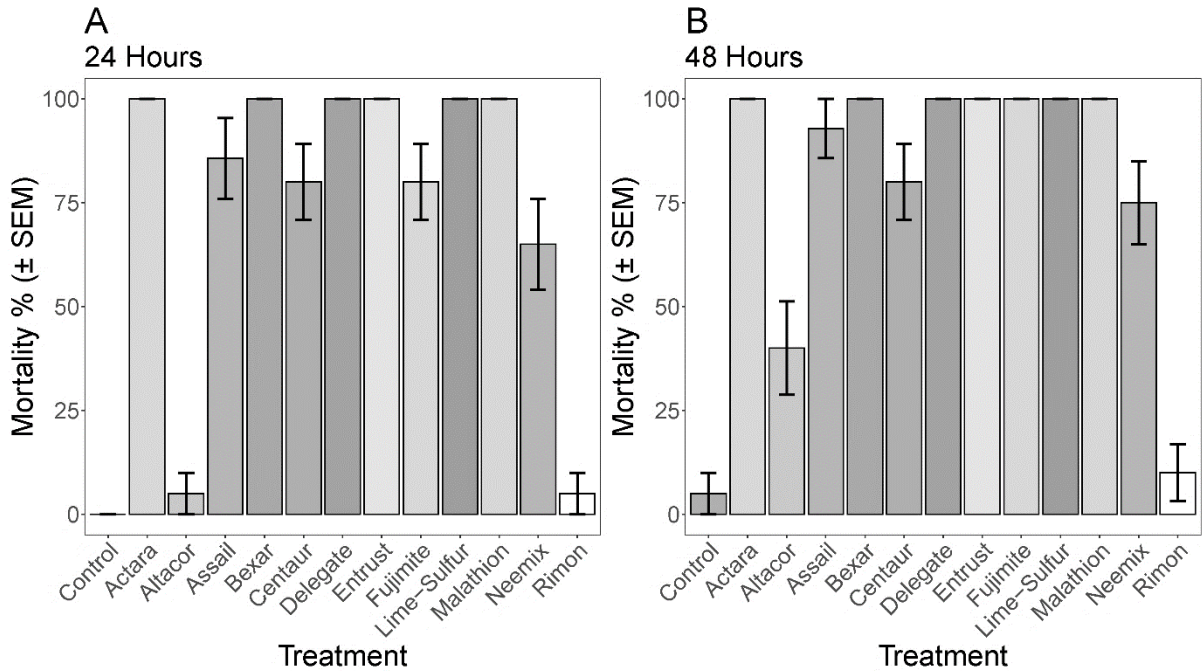 A
24 Hours
Mortality % (± SEM)
100
75
50
25
0
Control
Actara
Altacor
Assail
Bexar
Centaur
Delegate
Entrust
Fujimite
Lime−Sulfur
Malathion
Neemix
Rimon
Treatment
B
48 Hours
Mortality % (± SEM)
100
75
50
25
0
Control
Actara
Altacor
Assail
Bexar
Centaur
Delegate
Entrust
Fujimite
Lime−Sulfur
Malathion
Neemix
Rimon
Treatment